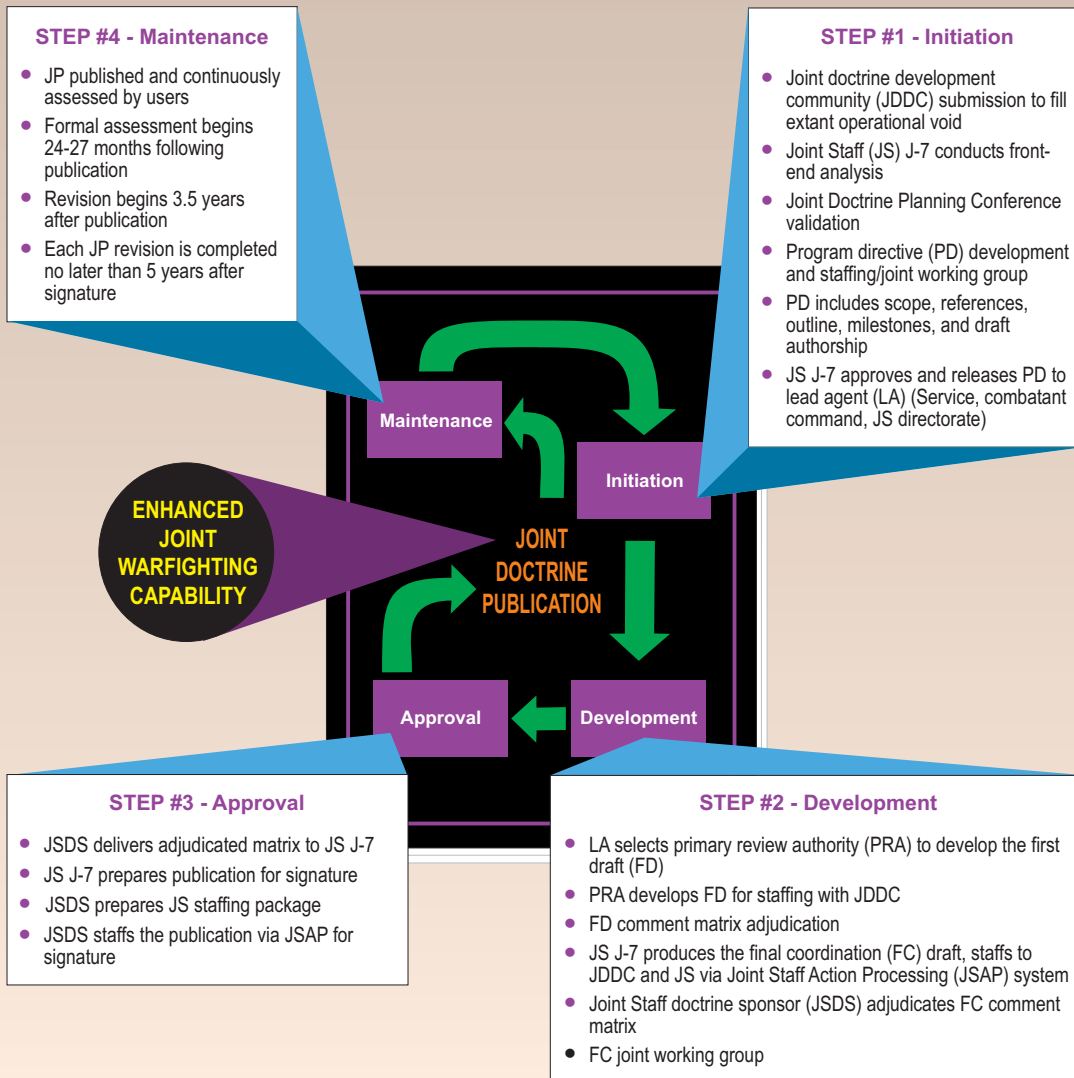 STEP #4 - Maintenance
• JP published and continuously
assessed by users
• Formal assessment begins
24-27 months following
publication
• Revision begins 3.5 years
after publication
• Each JP revision is completed
no later than 5 years after
signature
STEP #1 - Initiation
• Joint doctrine development
community (JDDC) submission to fill
extant operational void
• Joint Staff (JS) J-7 conducts front-
end analysis
• Joint Doctrine Planning Conference
validation
• Program directive (PD) development
and staffing/joint working group
• PD includes scope, references,
outline, milestones, and draft
authorship
• JS J-7 approves and releases PD to
lead agent (LA) (Service, combatant
command, JS directorate)
Maintenance
Initiation
ENHANCED
JOINT
WARFIGHTING
CAPABILITY
JOINT
DOCTRINE
PUBLICATION
Approval
Development
STEP #3 - Approval
• JSDS delivers adjudicated matrix to JS J-7
• JS J-7 prepares publication for signature
• JSDS prepares JS staffing package
• JSDS staffs the publication via JSAP for
signature
STEP #2 - Development
• LA selects primary review authority (PRA) to develop the first
draft (FD)
• PRA develops FD for staffing with JDDC
• FD comment matrix adjudication
• JS J-7 produces the final coordination (FC) draft, staffs to
JDDC and JS via Joint Staff Action Processing (JSAP) system
• Joint Staff doctrine sponsor (JSDS) adjudicates FC comment
matrix
• FC joint working group